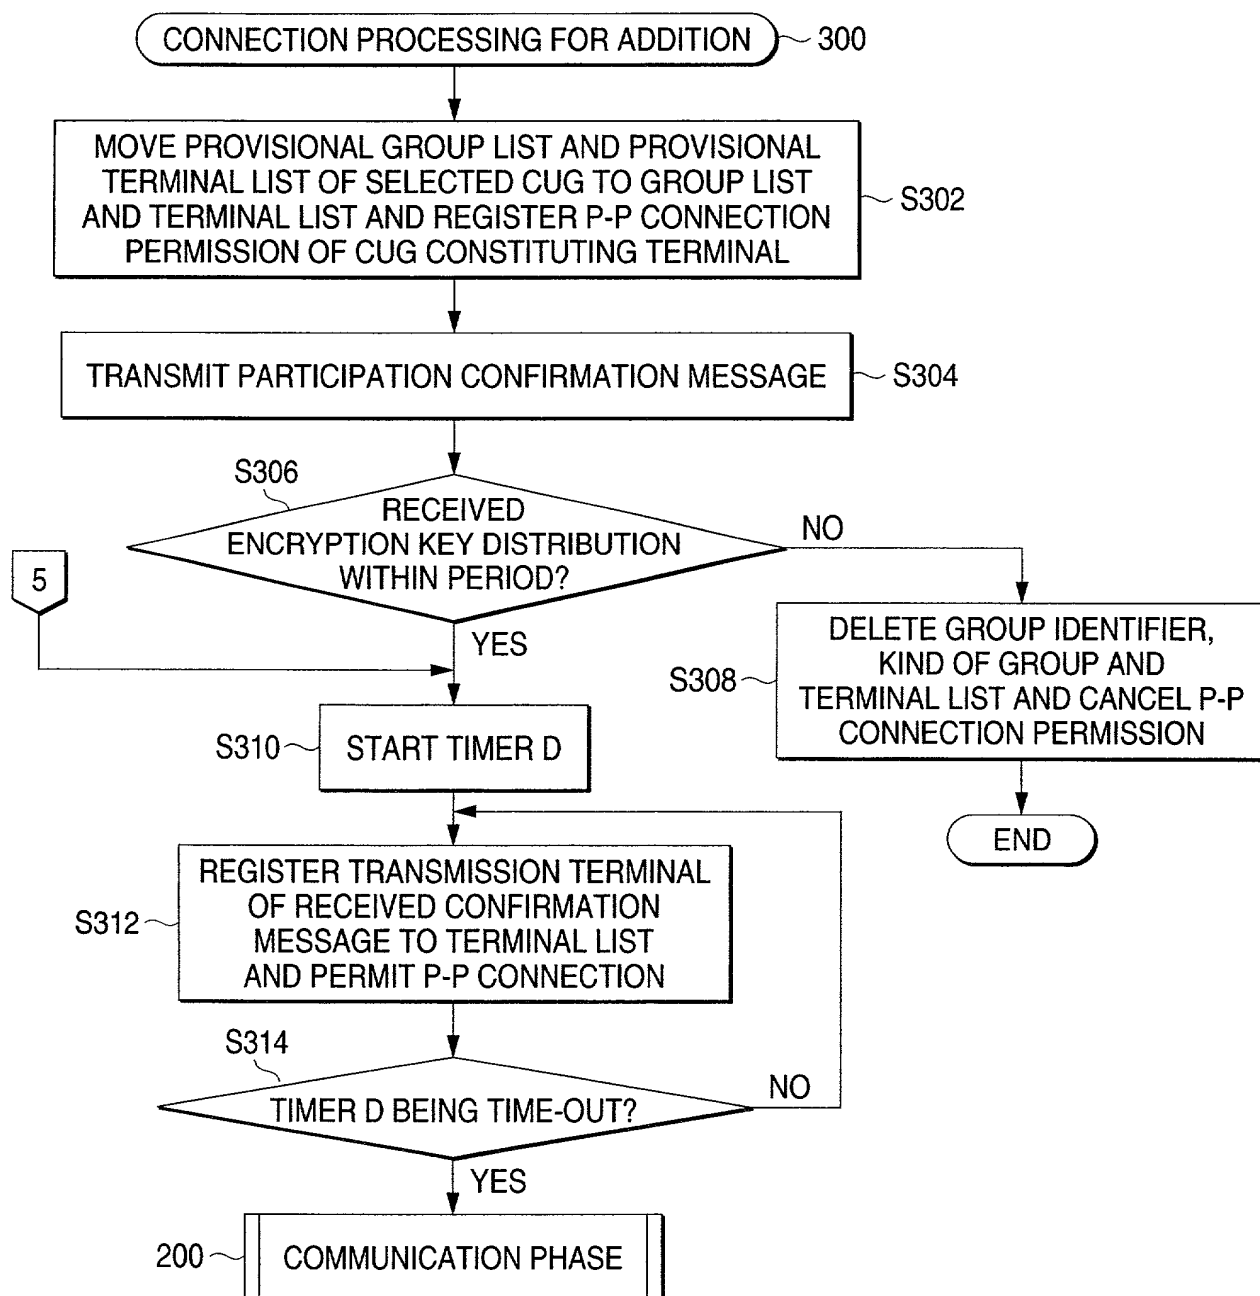 CONNECTION PROCESSING FOR ADDITION
300
MOVE PROVISIONAL GROUP LIST AND PROVISIONAL
TERMINAL LIST OF SELECTED CUG TO GROUP LIST
AND TERMINAL LIST AND REGISTER P-P CONNECTION
PERMISSION OF CUG CONSTITUTING TERMINAL
S302
TRANSMIT PARTICIPATION CONFIRMATION MESSAGE
S304
S306
RECEIVED
ENCRYPTION KEY DISTRIBUTION
WITHIN PERIOD?
NO
5
YES
DELETE GROUP IDENTIFIER,
KIND OF GROUP AND
TERMINAL LIST AND CANCEL P-P
CONNECTION PERMISSION
S308
S310
START TIMER D
END
REGISTER TRANSMISSION TERMINAL
OF RECEIVED CONFIRMATION
MESSAGE TO TERMINAL LIST
AND PERMIT P-P CONNECTION
S312
S314
TIMER D BEING TIME-OUT?
NO
YES
200
COMMUNICATION PHASE